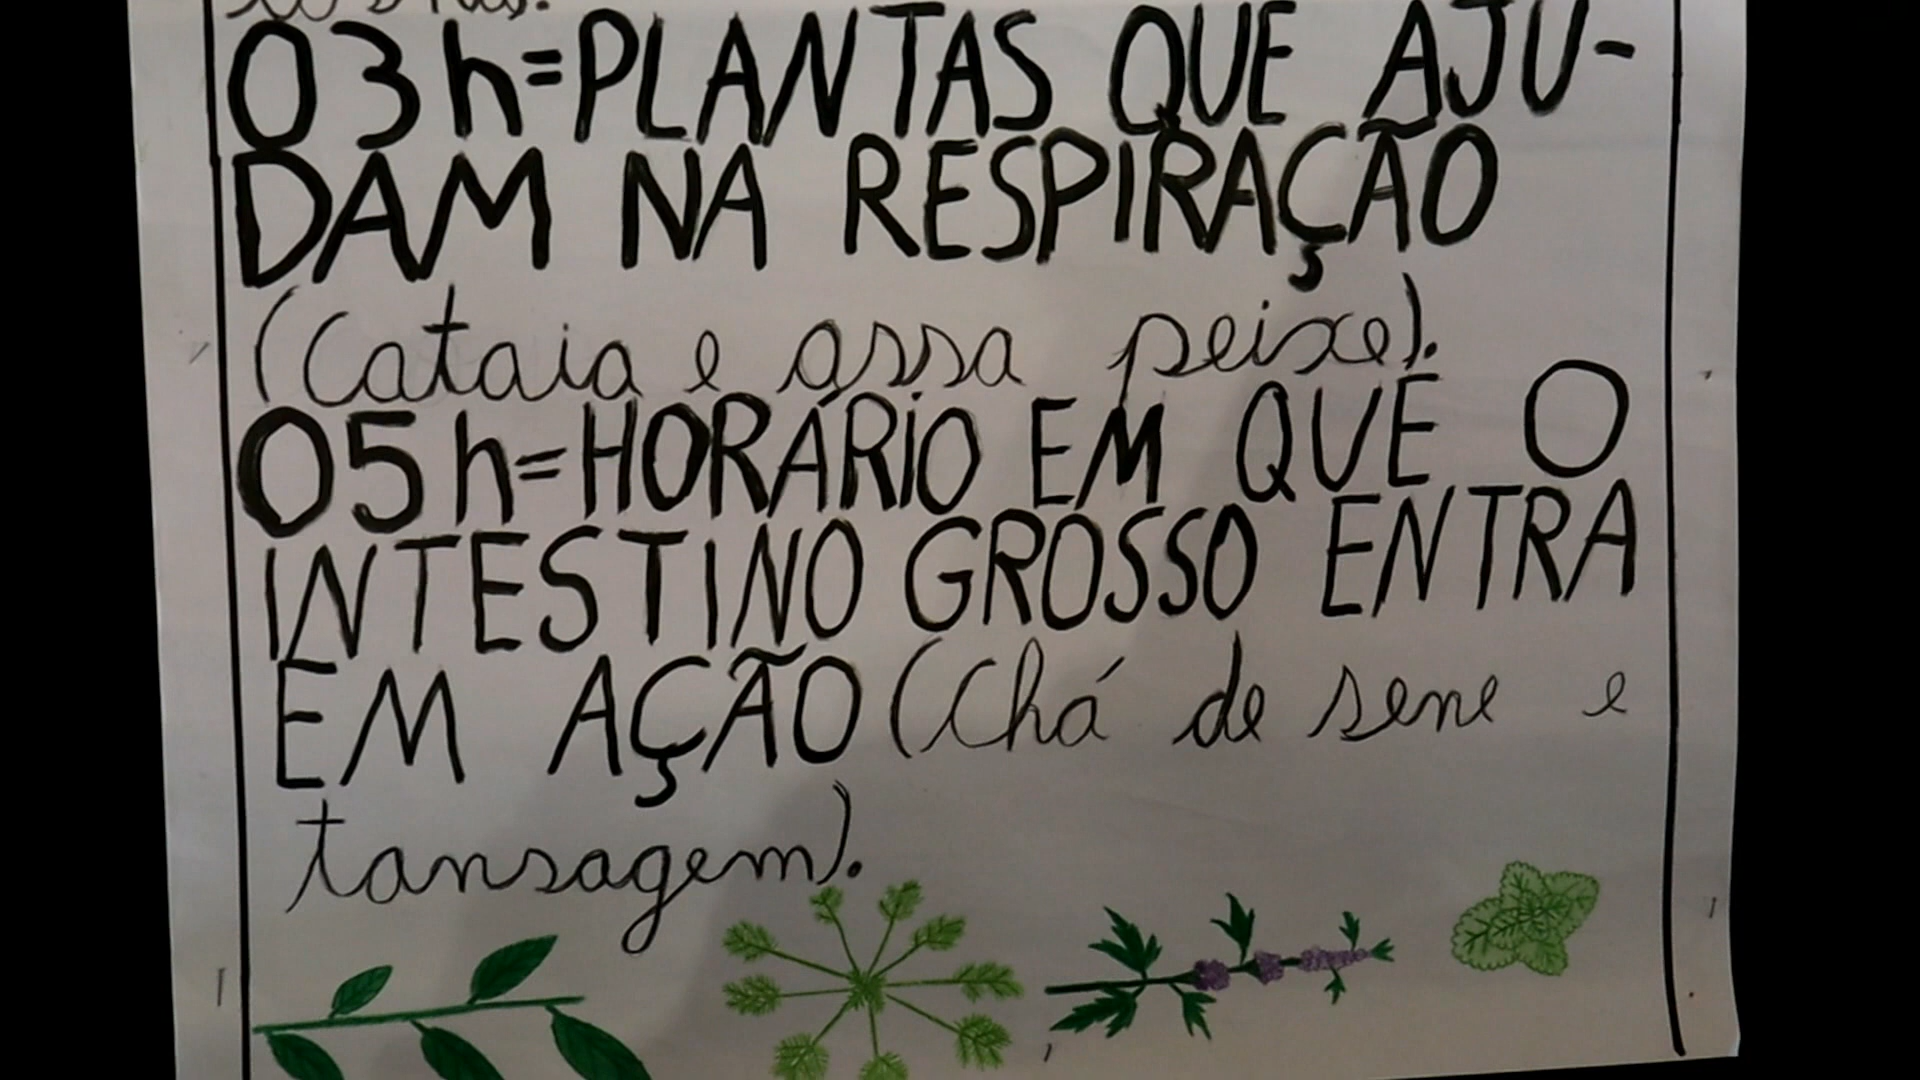 03h=PLANTAS QUE AJU-
DAM NA RESPIRAÇÃO
(Cataia e assa peixe).
05h=HORÁRIO EM QUE O
INTESTINO GROSSO ENTRA
EM AÇÃO (Chá de sene e
tansagem).